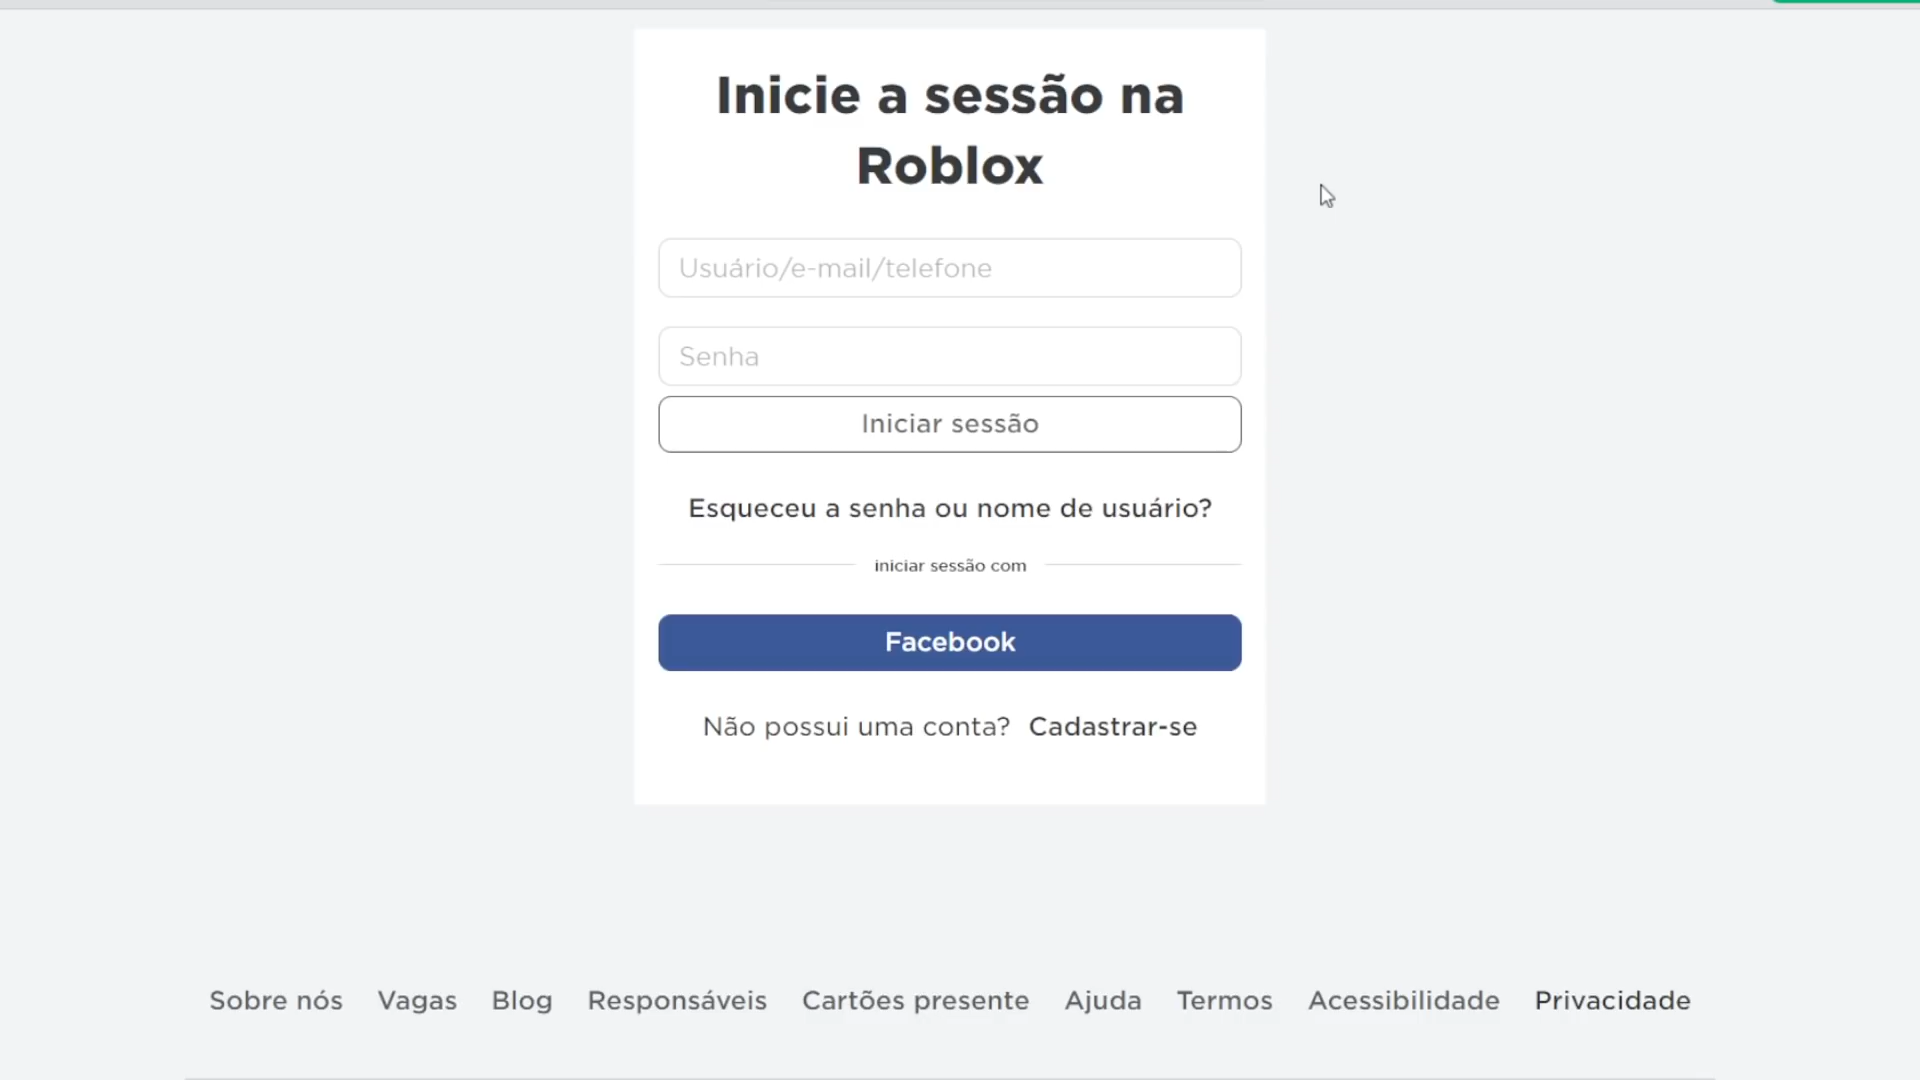 Inicie a sessão na
Roblox
Usuário/e-mail/telefone
Senha
Iniciar sessão
Esqueceu a senha ou nome de usuário?
iniciar sessão com
Facebook
Não possui uma conta? Cadastrar-se
Sobre nós Vagas Blog Responsáveis Cartões presente Ajuda Termos Acessibilidade Privacidade